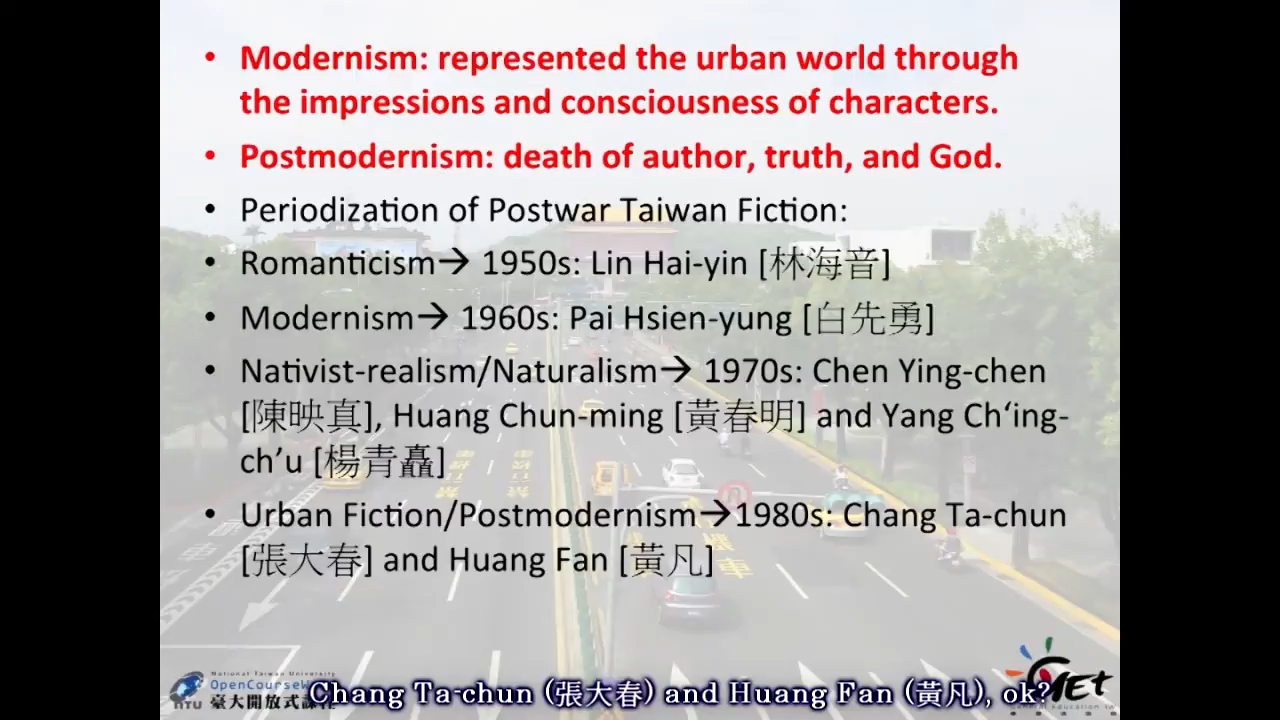 • Modernism: represented the urban world through
the impressions and consciousness of characters.
• Postmodernism: death of author, truth, and God.
• Periodization of Postwar Taiwan Fiction:
• Romanticism→ 1950s: Lin Hai-yin [林海音]
• Modernism→ 1960s: Pai Hsien-yung [白先勇]
• Nativist-realism/Naturalism→ 1970s: Chen Ying-chen
[陳映真], Huang Chun-ming [黃春明] and Yang Ch‘ing-
ch’u [楊青矗]
• Urban Fiction/Postmodernism→1980s: Chang Ta-chun
[張大春] and Huang Fan [黃凡]
National Taiwan University
OpenCourseW
NTU 臺大開放式課程
Chang Ta-chun (張大春) and Huang Fan (黃凡), ok?
GET